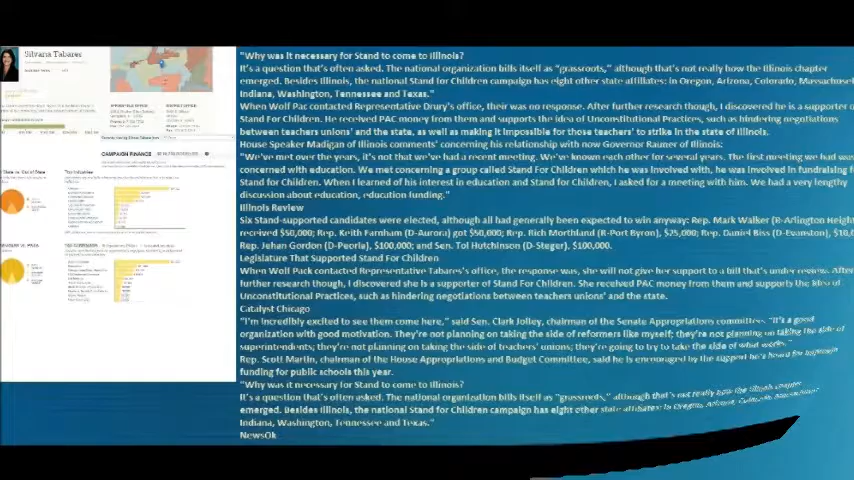 Silvana Tabares
CAMPAIGN FINANCE
"Why was it necessary for Stand to come to Illinois?
It's a question that's often asked. The national organization bills itself as "grassroots," although that's not really how the Illinois chapter
emerged. Besides Illinois, the national Stand for Children campaign has eight other state affiliates: in Oregon, Arizona, Colorado, Massachuse
Indiana, Washington, Tennessee and Texas."
When Wolf Pac contacted Representative Drury's office, their was no response. After further research though, I discovered he is a supporter o
Stand For Children. He received PAC money from them and supports the idea of Unconstitutional Practices, such as hindering negotiations
between teachers unions' and the state, as well as making it impossible for those teachers' to strike in the state of Illinois.
House Speaker Madigan of Illinois comments' concerning his relationship with now Governor Rauner of Illinois:
"We've met over the years, it's not that we've had a recent meeting. We've known each other for several years. The first meeting we had was
concerned with education. We met concerning a group called Stand For Children which he was involved with, he was involved in fundraising f
Stand for Children. When I learned of his interest in education and Stand for Children, I asked for a meeting with him. We had a very lengthy
discussion about education, education funding."
Illinois Review
Six Stand-supported candidates were elected, although all had generally been expected to win anyway: Rep. Mark Walker (R-Arlington Height
received $50,000; Rep. Keith Farnham (D-Aurora) got $50,000; Rep. Rich Morthland (R-Port Byron), $75,000; Rep. Daniel Biss (D-Evanston), $10,0
Rep. Jehan Gordon (D-Peoria), $100,000; and Sen. Toi Hutchinson (D-Steger), $100,000.
Legislature That Supported Stand For Children
When Wolf Pack contacted Representative Tabares's office, the response was, she will not give her support to a bill that's under review. After
further research though, I discovered she is a supporter of Stand For Children. She received PAC money from them and supports the idea of
Unconstitutional Practices, such as hindering negotiations between teachers unions' and the state.
Catalyst Chicago
"I'm incredibly excited to see them come here," said Sen. Clark Jolley, chairman of the Senate Appropriations committee. "It's a good
organization with good motivation. They're not planning on taking the side of reformers like myself; they're not planning on taking the side of
superintendents; they're not planning on taking the side of teachers' unions; they're going to try to take the side of what works."
Rep. Scott Martin, chairman of the House Appropriations and Budget Committee, said he is encouraged by the support he's heard for
funding for public schools this year.
"Why was it necessary for Stand to come to Illinois?
It's a question that's often asked. The national organization bills itself as "grassroots," although that's not really how the Illinois chapter
emerged. Besides Illinois, the national Stand for Children campaign has eight other state affiliates: in Oregon, Arizona, Colorado, Massachuse
Indiana, Washington, Tennessee and Texas."
NewsOk